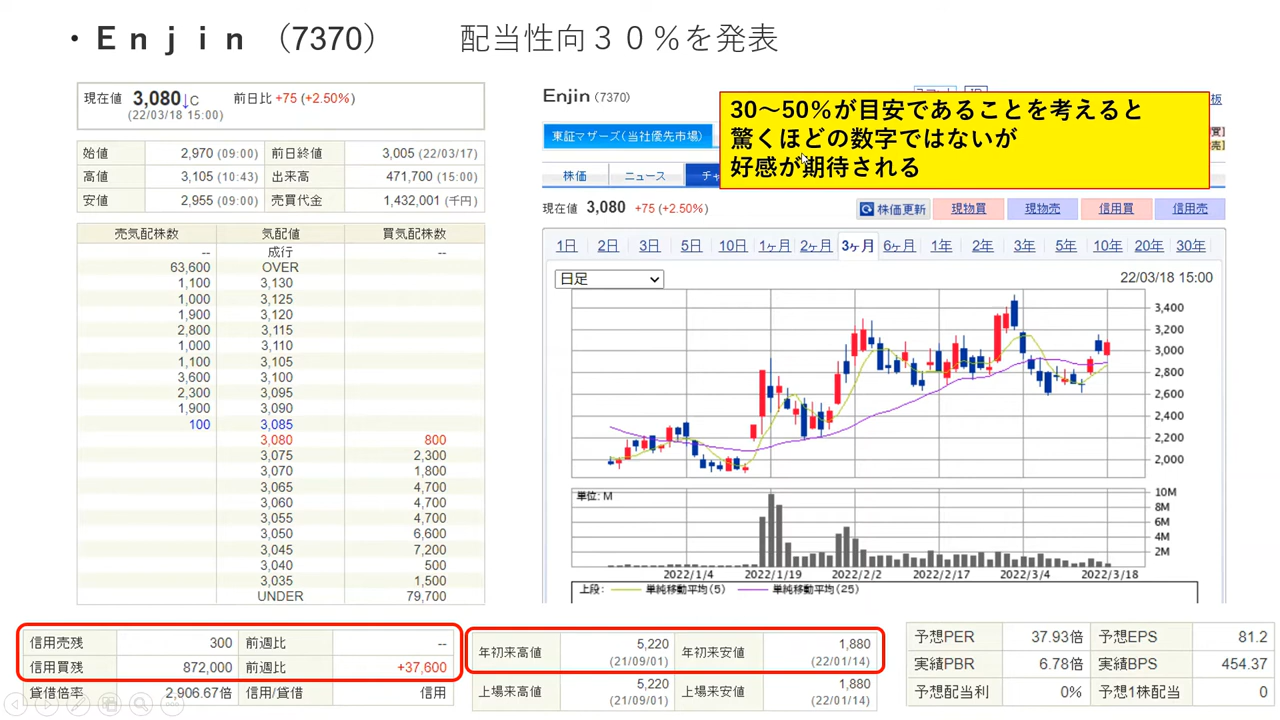 ・Ｅｎｊｉｎ（7370） 配当性向３０％を発表
現在値 3,080↓C 前日比 +75 (+2.50%)
(22/03/18 15:00)
始値 2,970 (09:00) 前日終値 3,005 (22/03/17)
高値 3,105 (10:43) 出来高 471,700 (15:00)
安値 2,955 (09:00) 売買代金 1,432,001 (千円)
売気配株数 気配値 買気配株数
-- 成行 --
63,600 OVER
1,100 3,130
1,000 3,125
1,900 3,120
2,800 3,115
1,000 3,110
1,100 3,105
3,600 3,100
2,300 3,095
1,900 3,090
100 3,085
3,080 800
3,075 2,300
3,070 1,800
3,065 4,700
3,060 4,700
3,055 4,700
3,050 6,600
3,045 7,200
3,040 500
3,035 1,500
UNDER 79,700
Enjin (7370)
板
30～50％が目安であることを考えると
驚くほどの数字ではないが
好感が期待される
東証マザーズ(当社優先市場)
株価 ニュース チャ
現在値 3,080 +75 (+2.50%) 株価更新 現物買 現物売 信用買 信用売
1日 2日 3日 5日 10日 1ヶ月 2ヶ月 3ヶ月 6ヶ月 1年 2年 3年 5年 10年 20年 30年
日足 22/03/18 15:00
3,400
3,200
3,000
2,800
2,600
2,400
2,200
2,000
単位: M
10M
8M
6M
4M
2M
2022/1/4 2022/1/19 2022/2/2 2022/2/17 2022/3/4 2022/3/18
上段: 単純移動平均(5) 単純移動平均(25)
信用売残 300 前週比 --
信用買残 872,000 前週比 +37,600
貸借倍率 2,906.67倍 信用/貸借 信用
年初来高値 5,220 (21/09/01) 年初来安値 1,880 (22/01/14)
上場来高値 5,220 (21/09/01) 上場来安値 1,880 (22/01/14)
予想PER 37.93倍 予想EPS 81.2
実績PBR 6.78倍 実績BPS 454.37
予想配当利 0% 予想1株配当 0